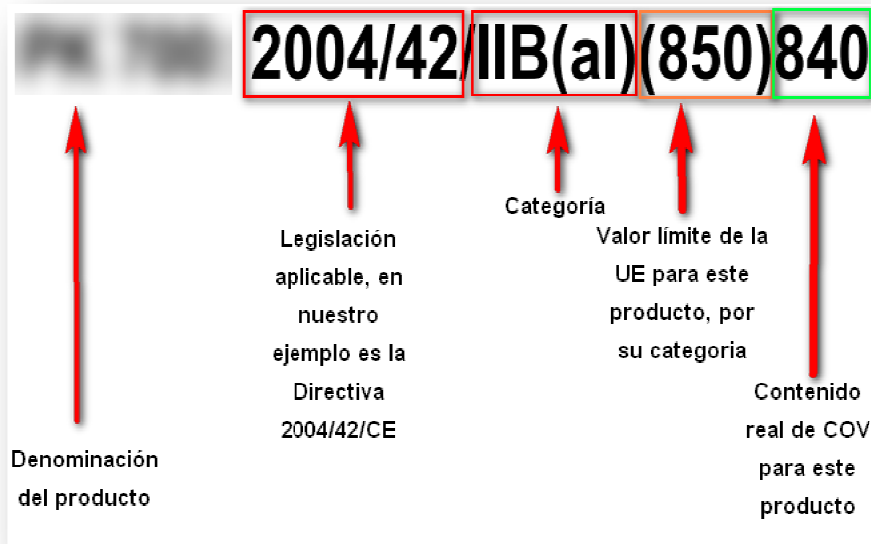 2004/42/IIB(al)(850)840
Categoría
Legislación
aplicable, en
nuestro
ejemplo es la
Directiva
2004/42/CE
Valor límite de la
UE para este
producto, por
su categoria
Contenido
real de COV
para este
producto
Denominación
del producto